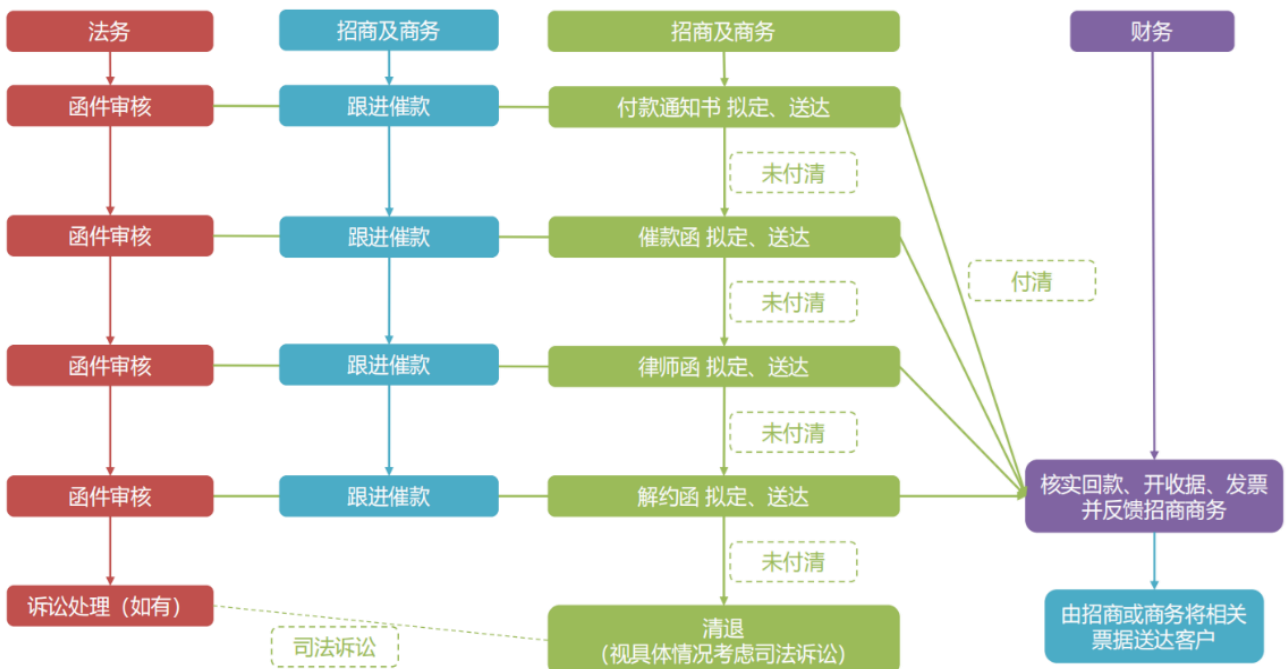 法务
招商及商务
招商及商务
财务
函件审核
跟进催款
付款通知书 拟定、送达
未付清
函件审核
跟进催款
催款函 拟定、送达
付清
未付清
函件审核
跟进催款
律师函 拟定、送达
未付清
函件审核
跟进催款
解约函 拟定、送达
核实回款、开收据、发票
并反馈招商商务
未付清
诉讼处理（如有）
司法诉讼
清退
（视具体情况考虑司法诉讼）
由招商或商务将相关
票据送达客户